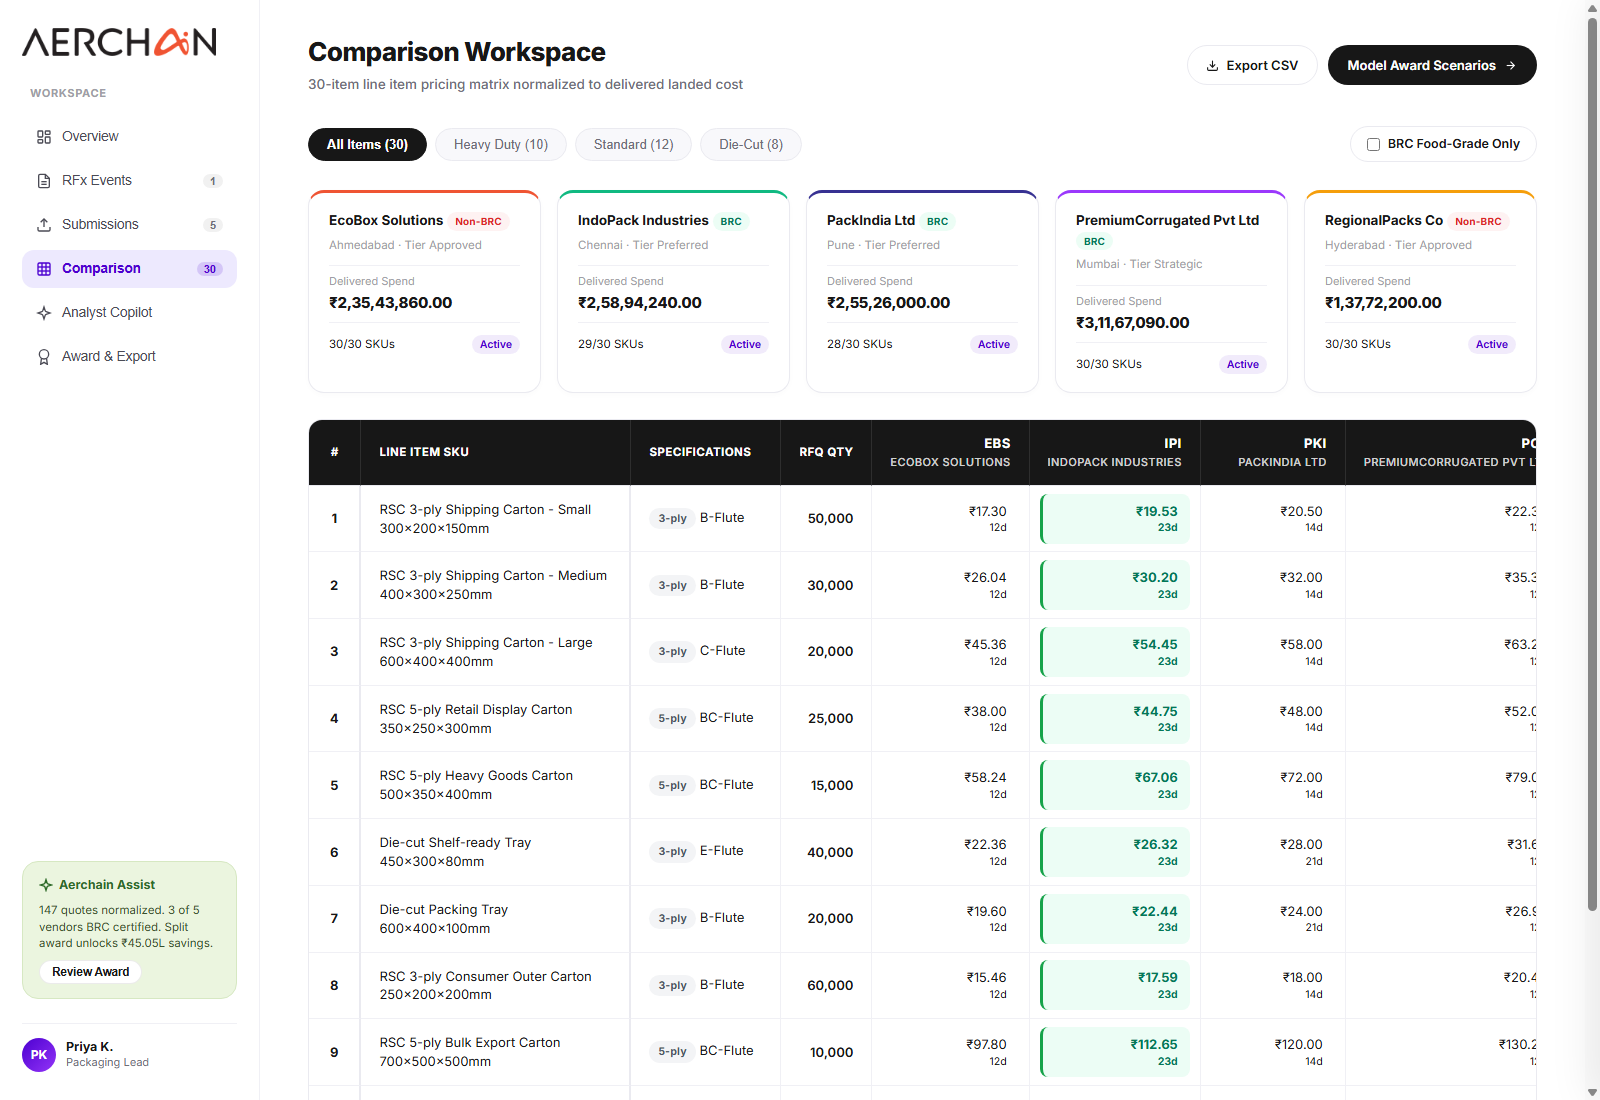 AERCHAIN
WORKSPACE
Overview
RFx Events 1
Submissions 5
Comparison 30
Analyst Copilot
Award & Export
Aerchain Assist
147 quotes normalized. 3 of 5
vendors BRC certified. Split
award unlocks ₹45.05L savings.
Review Award
PK
Priya K.
Packaging Lead
Comparison Workspace
30-item line item pricing matrix normalized to delivered landed cost
Export CSV
Model Award Scenarios →
All Items (30) Heavy Duty (10) Standard (12) Die-Cut (8)
BRC Food-Grade Only
EcoBox Solutions Non-BRC
Ahmedabad · Tier Approved
Delivered Spend
₹2,35,43,860.00
30/30 SKUs Active
IndoPack Industries BRC
Chennai · Tier Preferred
Delivered Spend
₹2,58,94,240.00
29/30 SKUs Active
PackIndia Ltd BRC
Pune · Tier Preferred
Delivered Spend
₹2,55,26,000.00
28/30 SKUs Active
PremiumCorrugated Pvt Ltd
BRC
Mumbai · Tier Strategic
Delivered Spend
₹3,11,67,090.00
30/30 SKUs Active
RegionalPacks Co Non-BRC
Hyderabad · Tier Approved
Delivered Spend
₹1,37,72,200.00
30/30 SKUs Active
# LINE ITEM SKU SPECIFICATIONS RFQ QTY EBS IPI PKI
ECOBOX SOLUTIONS INDOPACK INDUSTRIES PACKINDIA LTD PREMIUMCORRUGATED PVT
1 RSC 3-ply Shipping Carton - Small 3-ply B-Flute 50,000 ₹17.30 ₹19.53 ₹20.50 ₹22.3
300×200×150mm 12d 23d 14d
2 RSC 3-ply Shipping Carton - Medium 3-ply B-Flute 30,000 ₹26.04 ₹30.20 ₹32.00 ₹35.3
400×300×250mm 12d 23d 14d
3 RSC 3-ply Shipping Carton - Large 3-ply C-Flute 20,000 ₹45.36 ₹54.45 ₹58.00 ₹63.2
600×400×400mm 12d 23d 14d
4 RSC 5-ply Retail Display Carton 5-ply BC-Flute 25,000 ₹38.00 ₹44.75 ₹48.00 ₹52.0
350×250×300mm 12d 23d 14d
5 RSC 5-ply Heavy Goods Carton 5-ply BC-Flute 15,000 ₹58.24 ₹67.06 ₹72.00 ₹79.0
500×350×400mm 12d 23d 14d
6 Die-cut Shelf-ready Tray 3-ply E-Flute 40,000 ₹22.36 ₹26.32 ₹28.00 ₹31.6
450×300×80mm 12d 23d 21d
7 Die-cut Packing Tray 3-ply B-Flute 20,000 ₹19.60 ₹22.44 ₹24.00 ₹26.9
600×400×100mm 12d 23d 21d
8 RSC 3-ply Consumer Outer Carton 3-ply B-Flute 60,000 ₹15.46 ₹17.59 ₹18.00 ₹20.4
250×200×200mm 12d 23d 14d
9 RSC 5-ply Bulk Export Carton 5-ply BC-Flute 10,000 ₹97.80 ₹112.65 ₹120.00 ₹130.2
700×500×500mm 12d 23d 14d